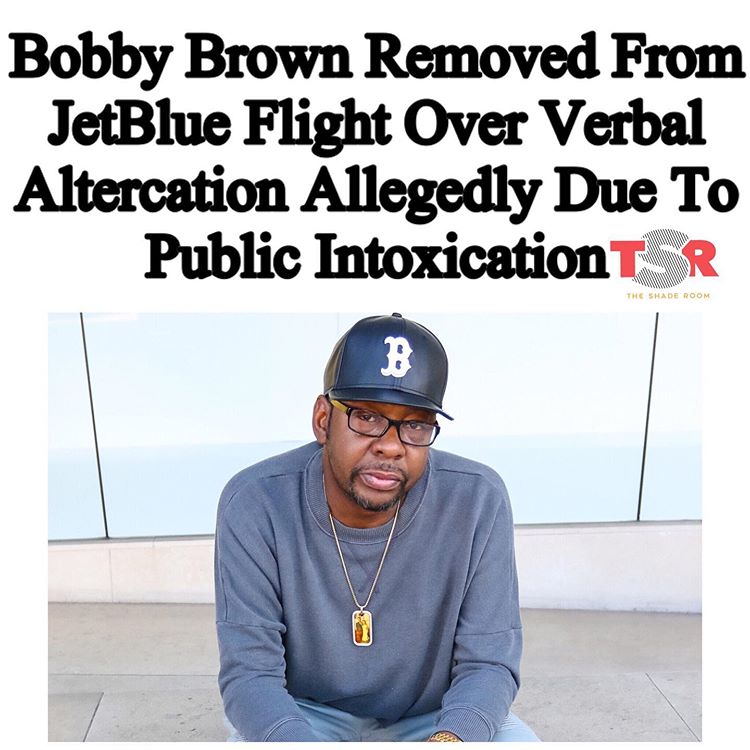 Bobby Brown Removed From
JetBlue Flight Over Verbal
Altercation Allegedly Due To
Public Intoxication
TSR
THE SHADE ROOM
B